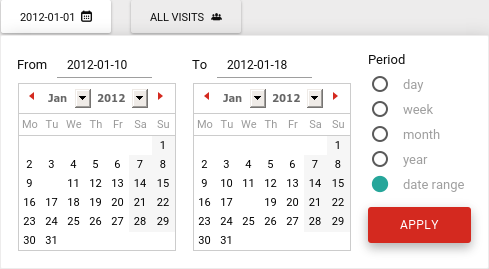 2012-01-01 ALL VISITS
From 2012-01-10 To 2012-01-18 Period
Jan 2012 Jan 2012 day
Mo Tu We Th Fr Sa Su Mo Tu We Th Fr Sa Su week
1 1 month
2 3 4 5 6 7 8 2 3 4 5 6 7 8 year
9 11 12 13 14 15 9 10 11 12 13 14 15 date range
16 17 18 19 20 21 22 16 17 19 20 21 22
23 24 25 26 27 28 29 23 24 25 26 27 28 29 APPLY
30 31 30 31